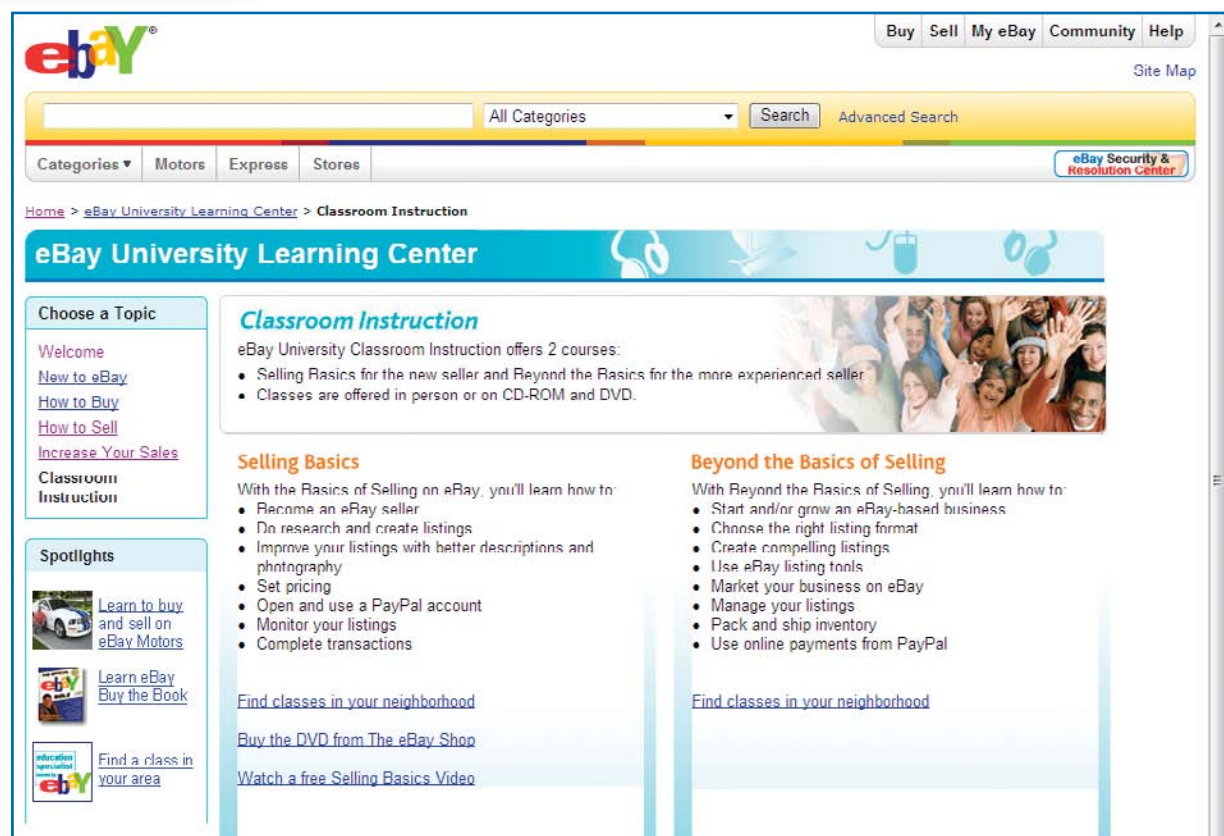 ebay®
Buy Sell My eBay Community Help
Site Map
All Categories Search Advanced Search
Categories Motors Express Stores
eBay Security &
Resolution Center
Home > eBay University Learning Center > Classroom Instruction
eBay University Learning Center
Choose a Topic
Welcome
New to eBay
How to Buy
How to Sell
Increase Your Sales
Classroom
Instruction
Spotlights
Learn to buy
and sell on
eBay Motors
Learn eBay
Buy the Book
education
specialist
ebay
Find a class in
your area
Classroom Instruction
eBay University Classroom Instruction offers 2 courses:
• Selling Basics for the new seller and Beyond the Basics for the more experienced seller
• Classes are offered in person or on CD-ROM and DVD.
Selling Basics
With the Basics of Selling on eBay, you'll learn how to:
• Become an eBay seller
• Do research and create listings
• Improve your listings with better descriptions and
photography
• Set pricing
• Open and use a PayPal account
• Monitor your listings
• Complete transactions
Find classes in your neighborhood
Buy the DVD from The eBay Shop
Watch a free Selling Basics Video
Beyond the Basics of Selling
With Beyond the Basics of Selling, you'll learn how to:
• Start and/or grow an eBay-based business
• Choose the right listing format
• Create compelling listings
• Use eBay listing tools
• Market your business on eBay
• Manage your listings
• Pack and ship inventory
• Use online payments from PayPal
Find classes in your neighborhood